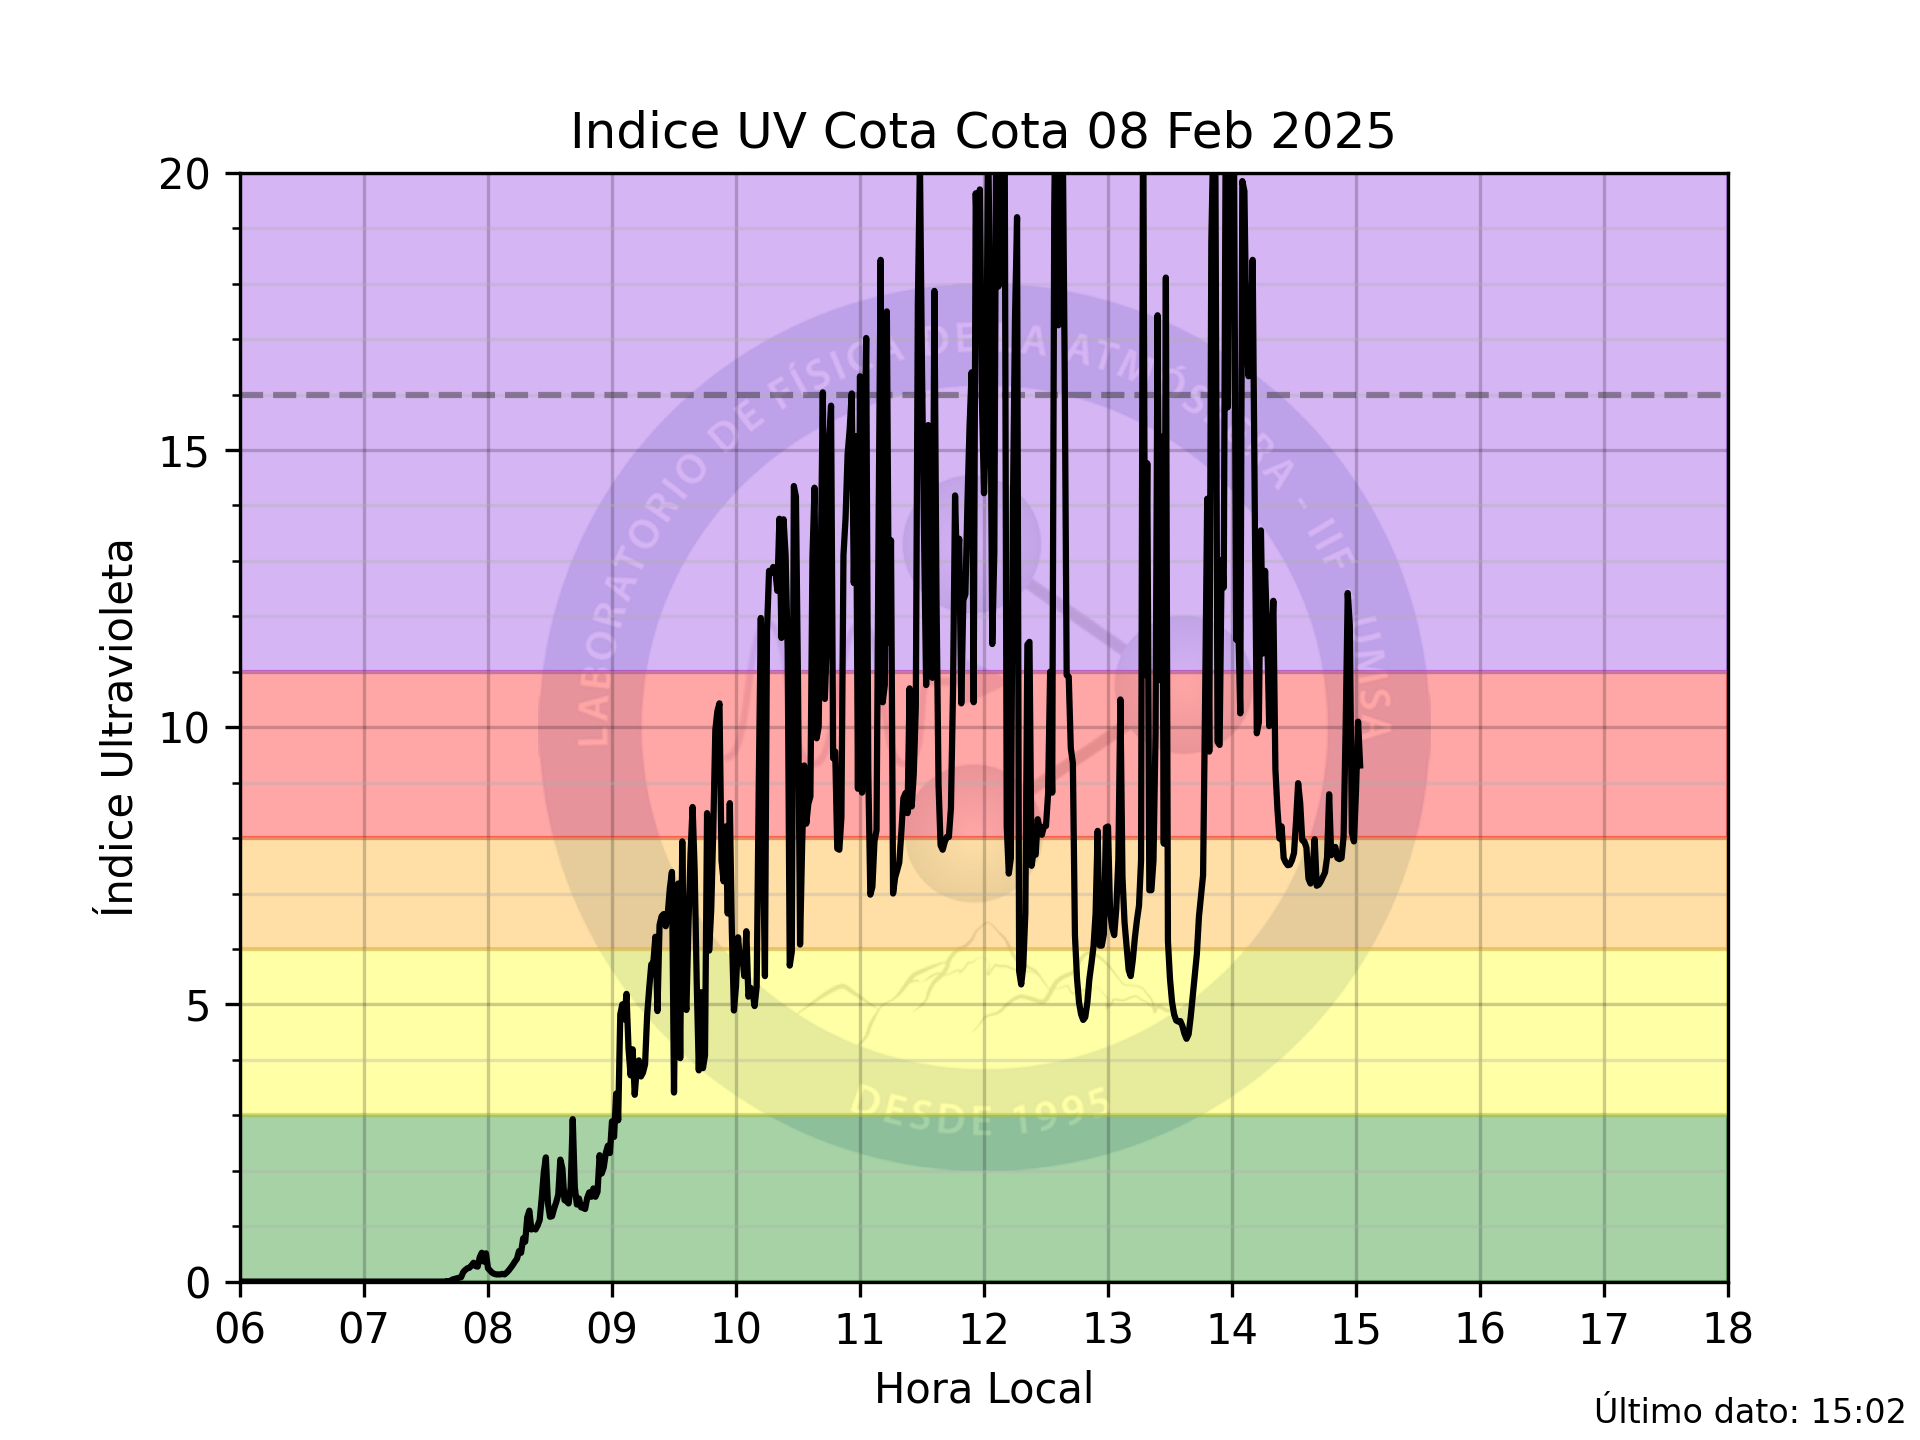 Indice UV Cota Cota 08 Feb 2025
20
15
10
5
0
Índice Ultravioleta
LABORATORIO DE FÍSICA DE LA ATMÓSFERA - IIF UMSA
DESDE 1995
06 07 08 09 10 11 12 13 14 15 16 17 18
Hora Local
Último dato: 15:02